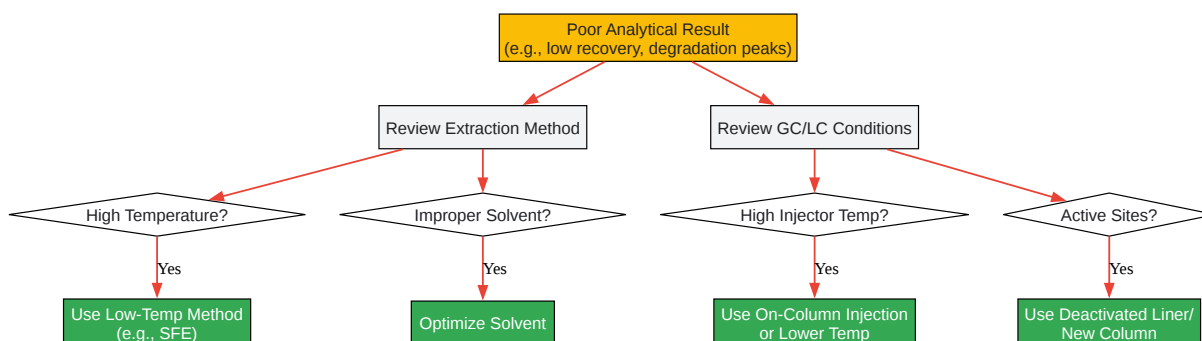 Poor Analytical Result
(e.g., low recovery, degradation peaks)
Review Extraction Method
Review GC/LC Conditions
High Temperature?
Improper Solvent?
High Injector Temp?
Active Sites?
Yes
Yes
Yes
Yes
Use Low-Temp Method
(e.g., SFE)
Optimize Solvent
Use On-Column Injection
or Lower Temp
Use Deactivated Liner/
New Column